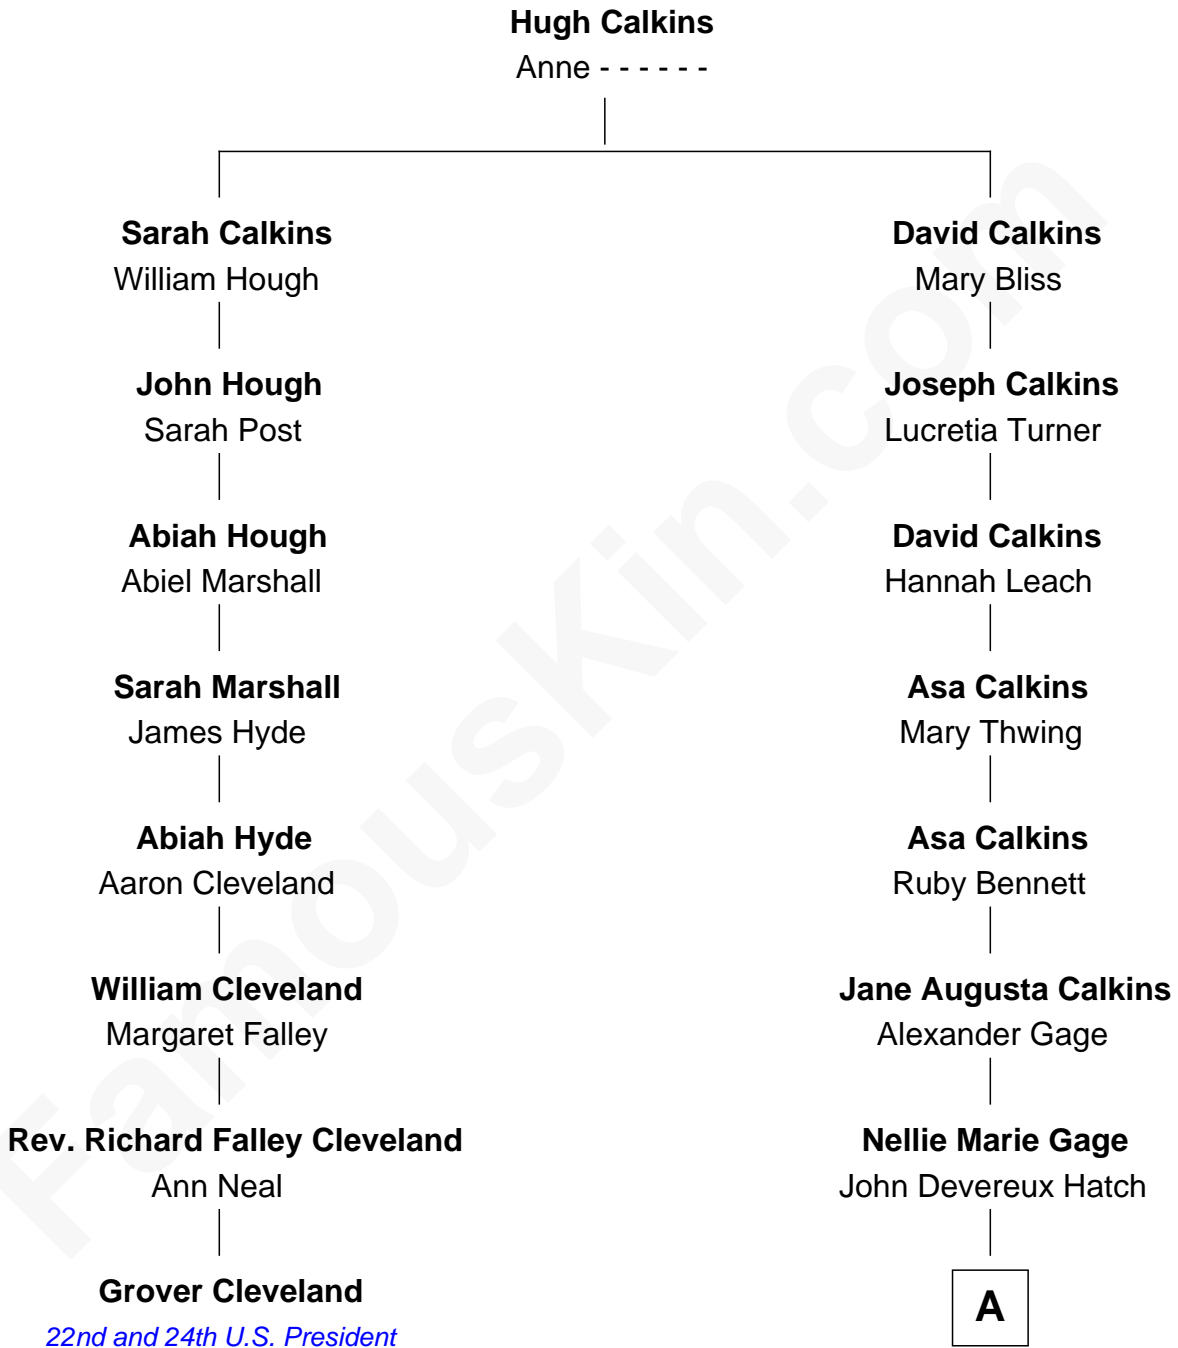 Hugh Calkins
Anne - - - - - -
Sarah Calkins
William Hough
David Calkins
Mary Bliss
John Hough
Sarah Post
Joseph Calkins
Lucretia Turner
Abiah Hough
Abiel Marshall
David Calkins
Hannah Leach
Sarah Marshall
James Hyde
Asa Calkins
Mary Thwing
Abiah Hyde
Aaron Cleveland
Asa Calkins
Ruby Bennett
William Cleveland
Margaret Falley
Jane Augusta Calkins
Alexander Gage
Rev. Richard Falley Cleveland
Ann Neal
Nellie Marie Gage
John Devereux Hatch
Grover Cleveland
22nd and 24th U.S. President
A
FamousKin.com